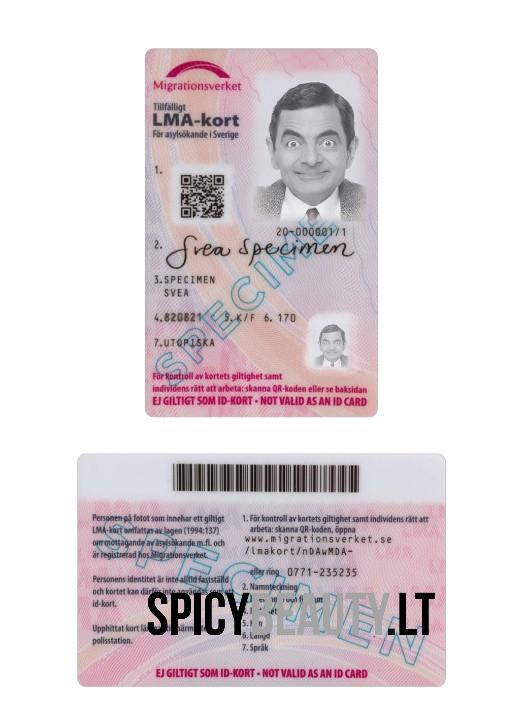 Migrationsverket
Tillfälligt
LMA-kort
För asylsökande i Sverige
1.
20-000001/1
2. Svea Specimen
3.SPECIMEN
SVEA
4.820821 5.K/F 6.170
7.UTOPISKA
SPECIMEN
För kontroll av kortets giltighet samt
individens rätt att arbeta: skanna QR-koden eller se baksidan
EJ GILTIGT SOM ID-KORT • NOT VALID AS AN ID CARD
Personen på fotot som innehar ett giltigt
LMA-kort omfattas av lagen (1994:137)
om mottagande av asylsökande m.fl. och
är registrerad hos Migrationsverket.
Personens identitet är inte alltid fastställd
och kortet kan därför inte användas som ett
id-kort.
Upphittat kort
polisstation.
1. För kontroll av kortets giltighet samt individens rätt att
arbeta: skanna QR-koden, öppna
www.migrationsverket.se
/lmakort/nDAwMDA-
eller ring 0771-235235
2. Namnteckning
6. Längd
7. Språk
SPECIMEN
SPICYBEAUTY.LT
EJ GILTIGT SOM ID-KORT • NOT VALID AS AN ID CARD